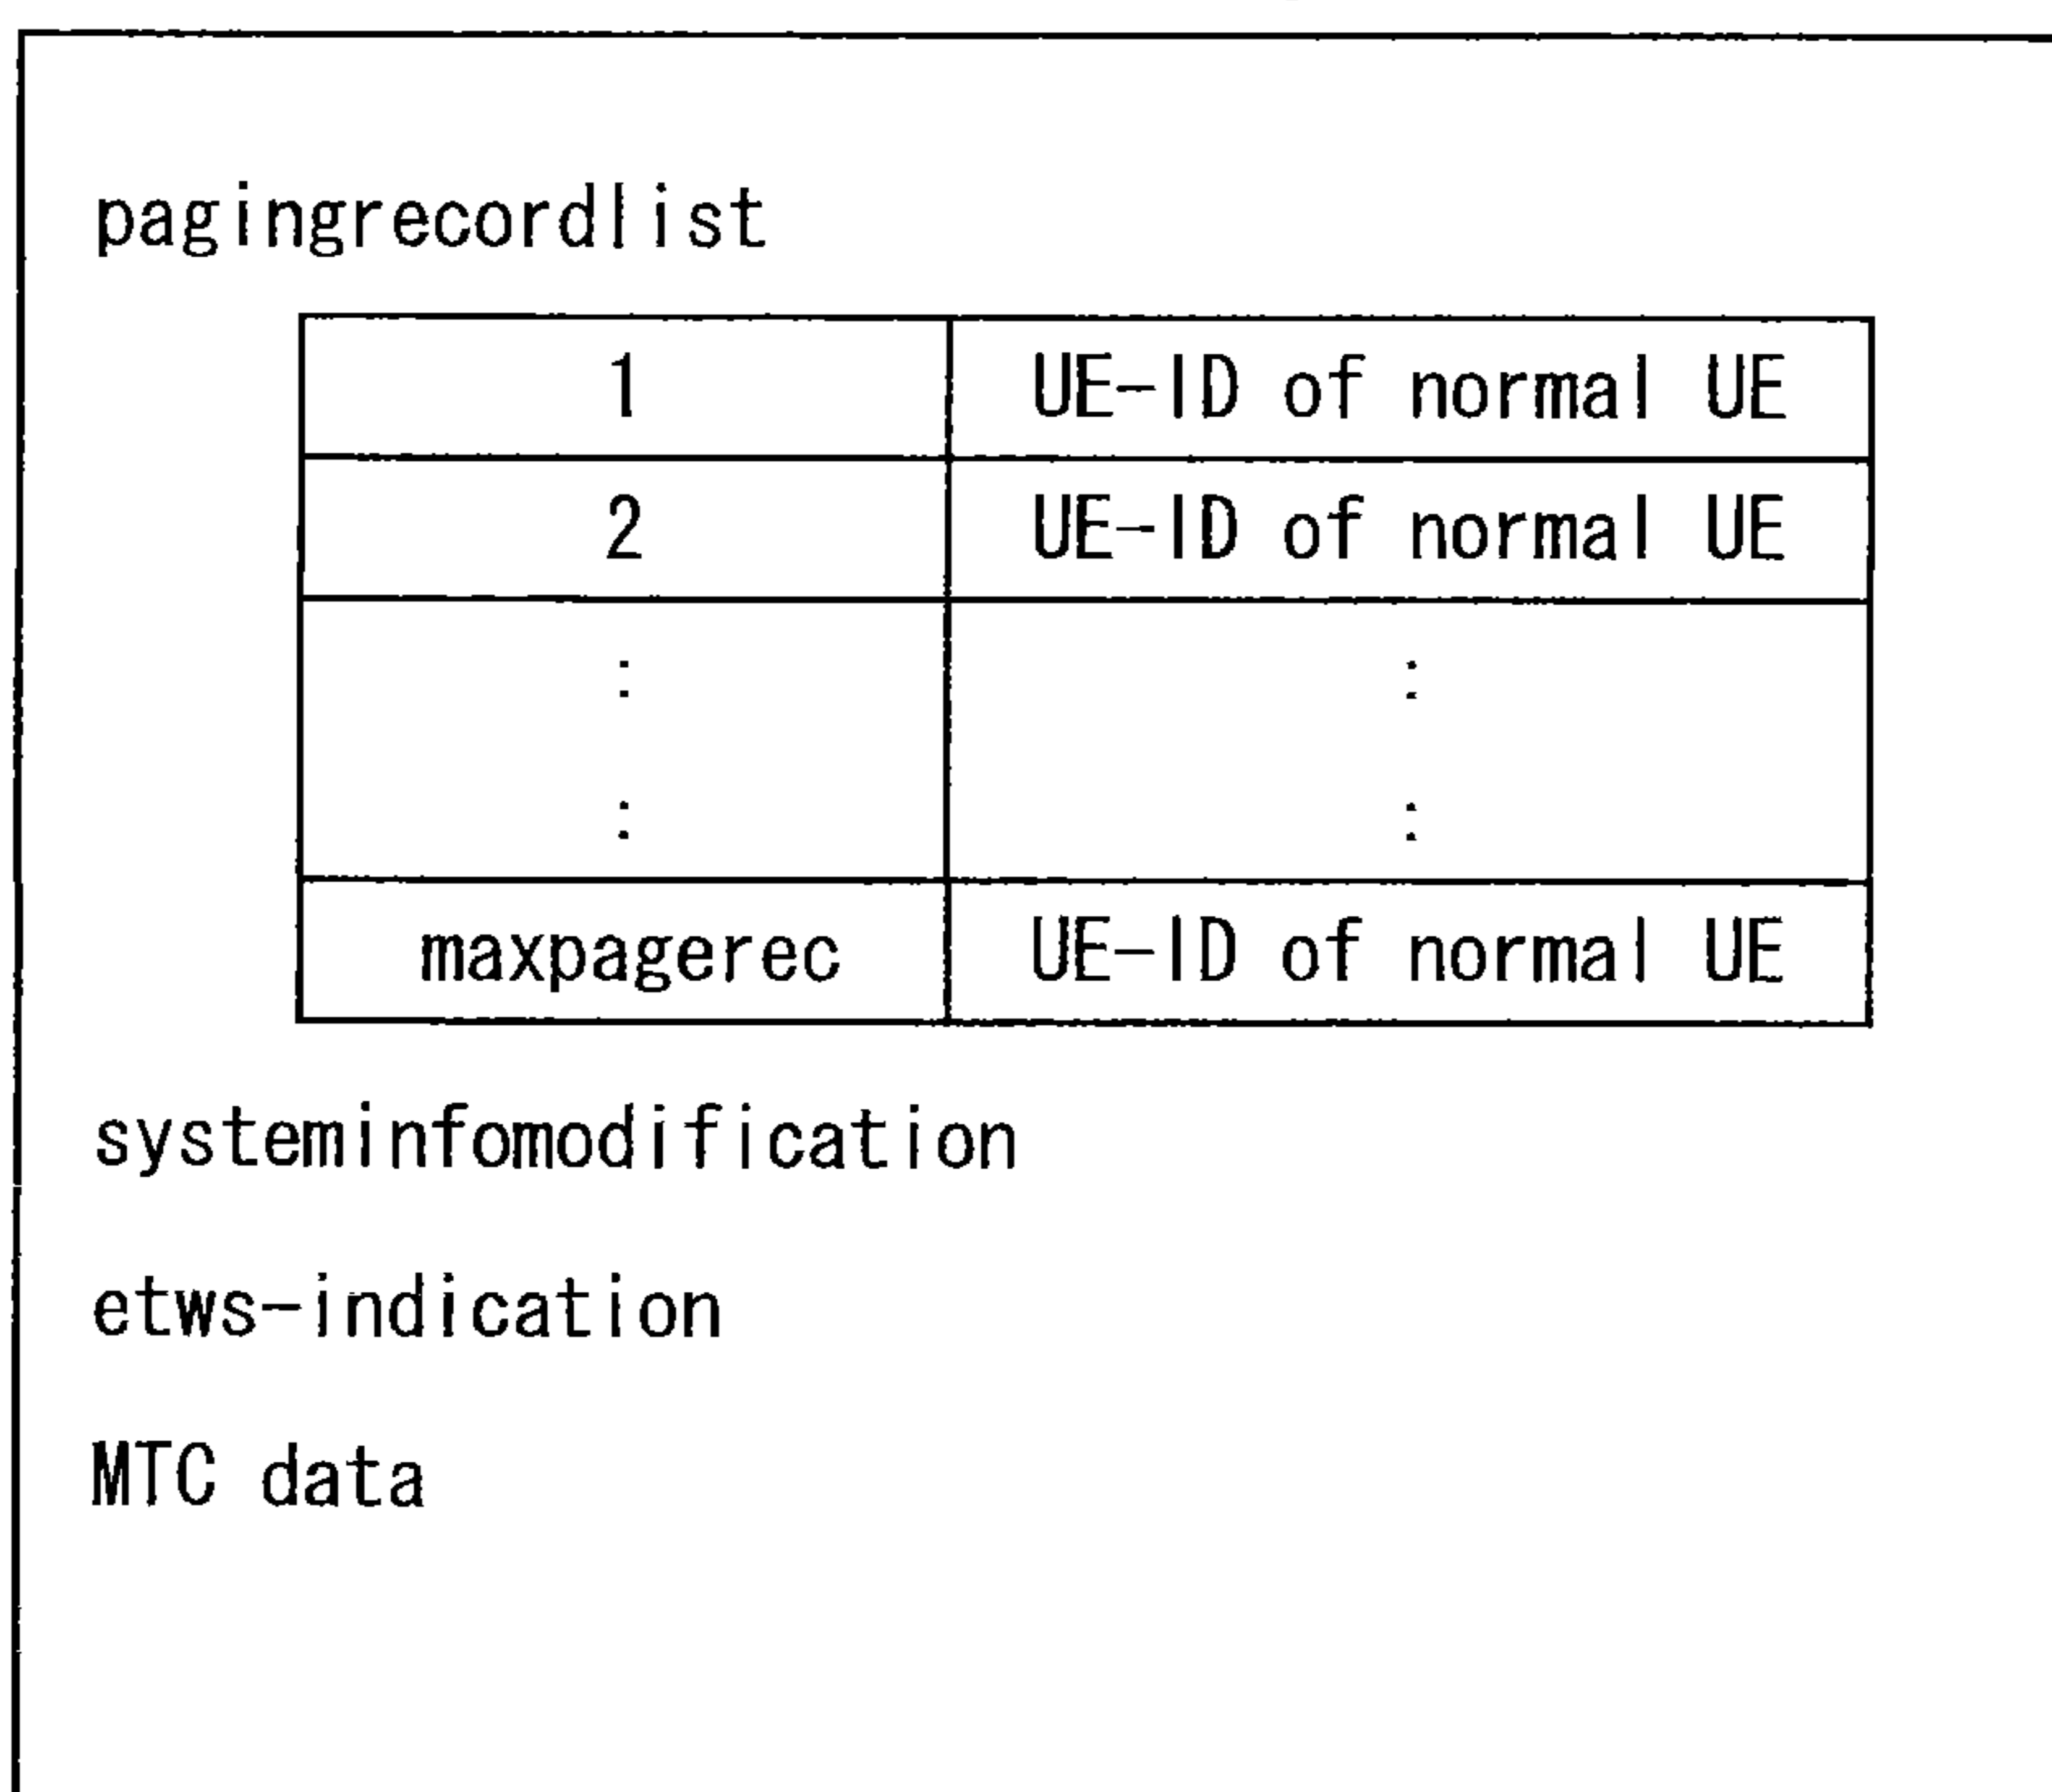 pagingrecordlist
1 UE-ID of normal UE
2 UE-ID of normal UE
: :
: :
maxpagerec UE-ID of normal UE
systeminfomodification
etws-indication
MTC data